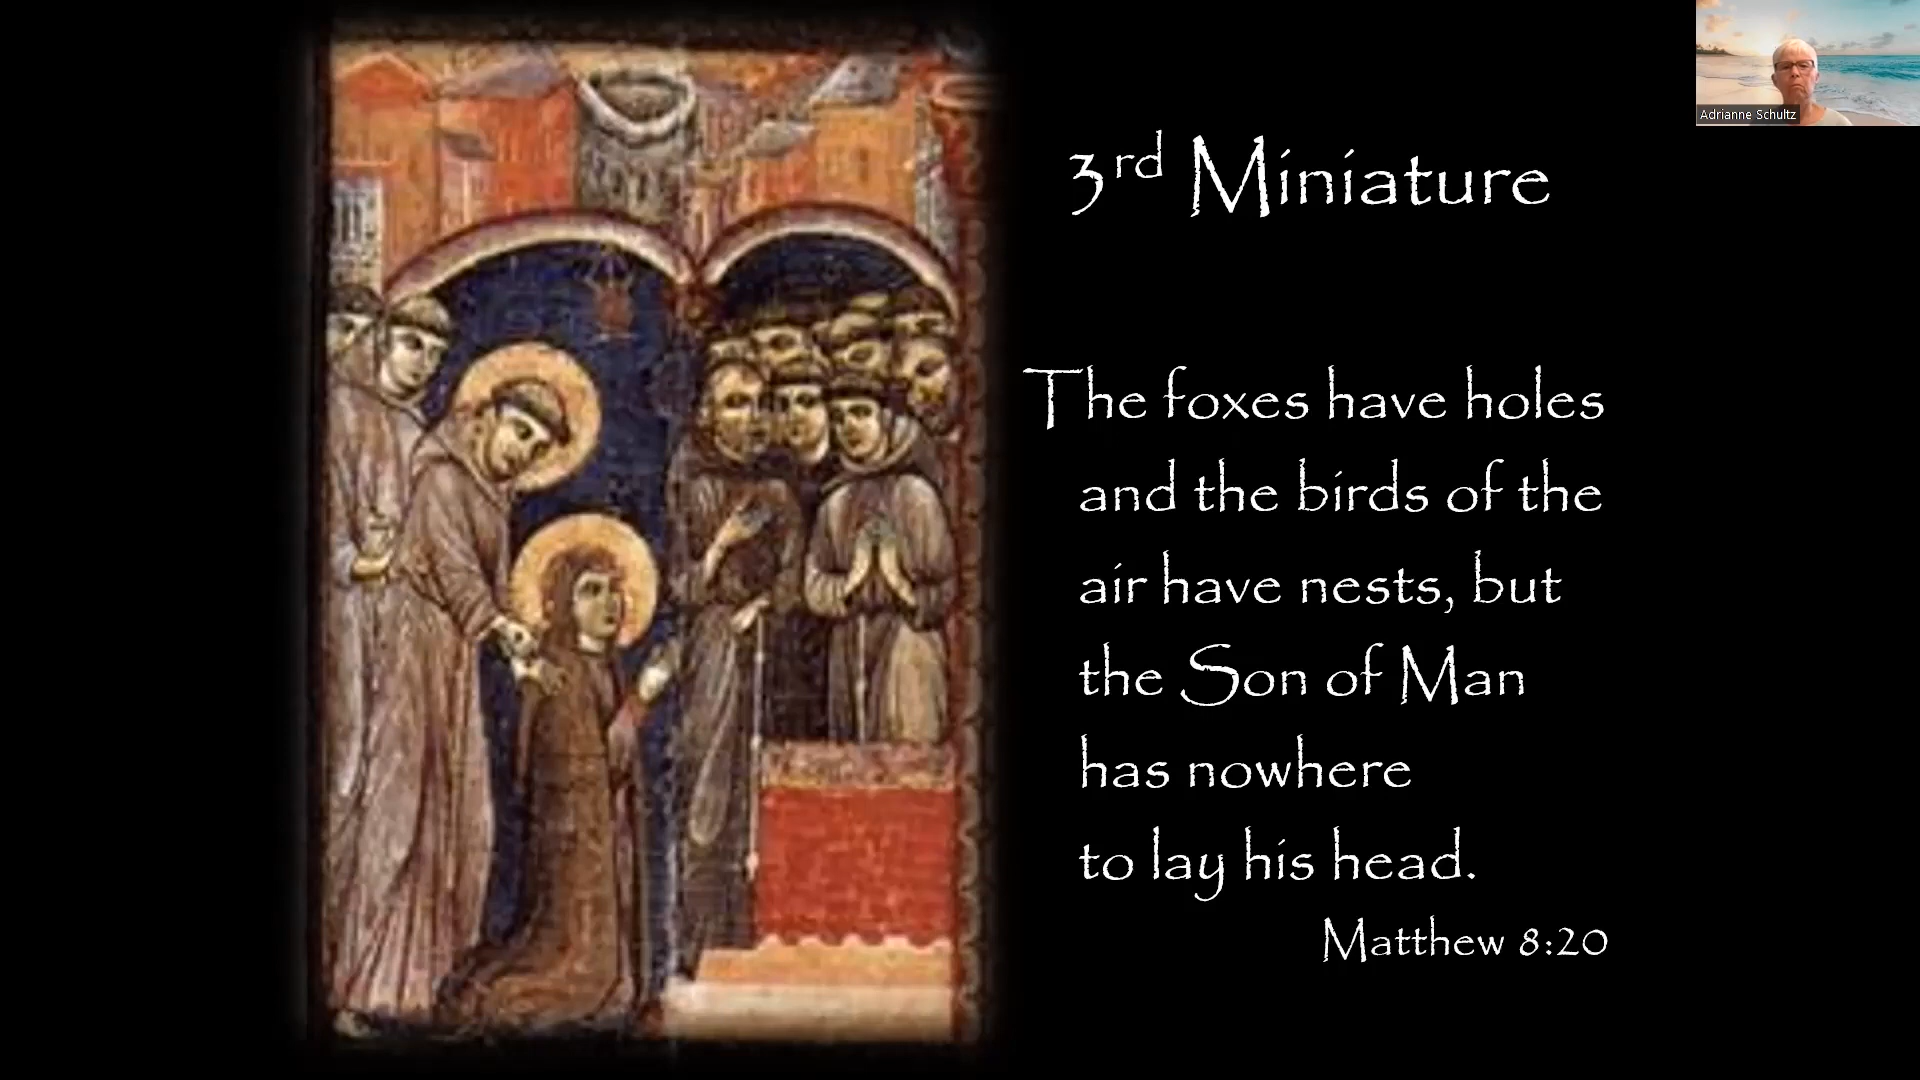 Adrianne Schultz
3rd Miniature
The foxes have holes
and the birds of the
air have nests, but
the Son of Man
has nowhere
to lay his head.
Matthew 8:20